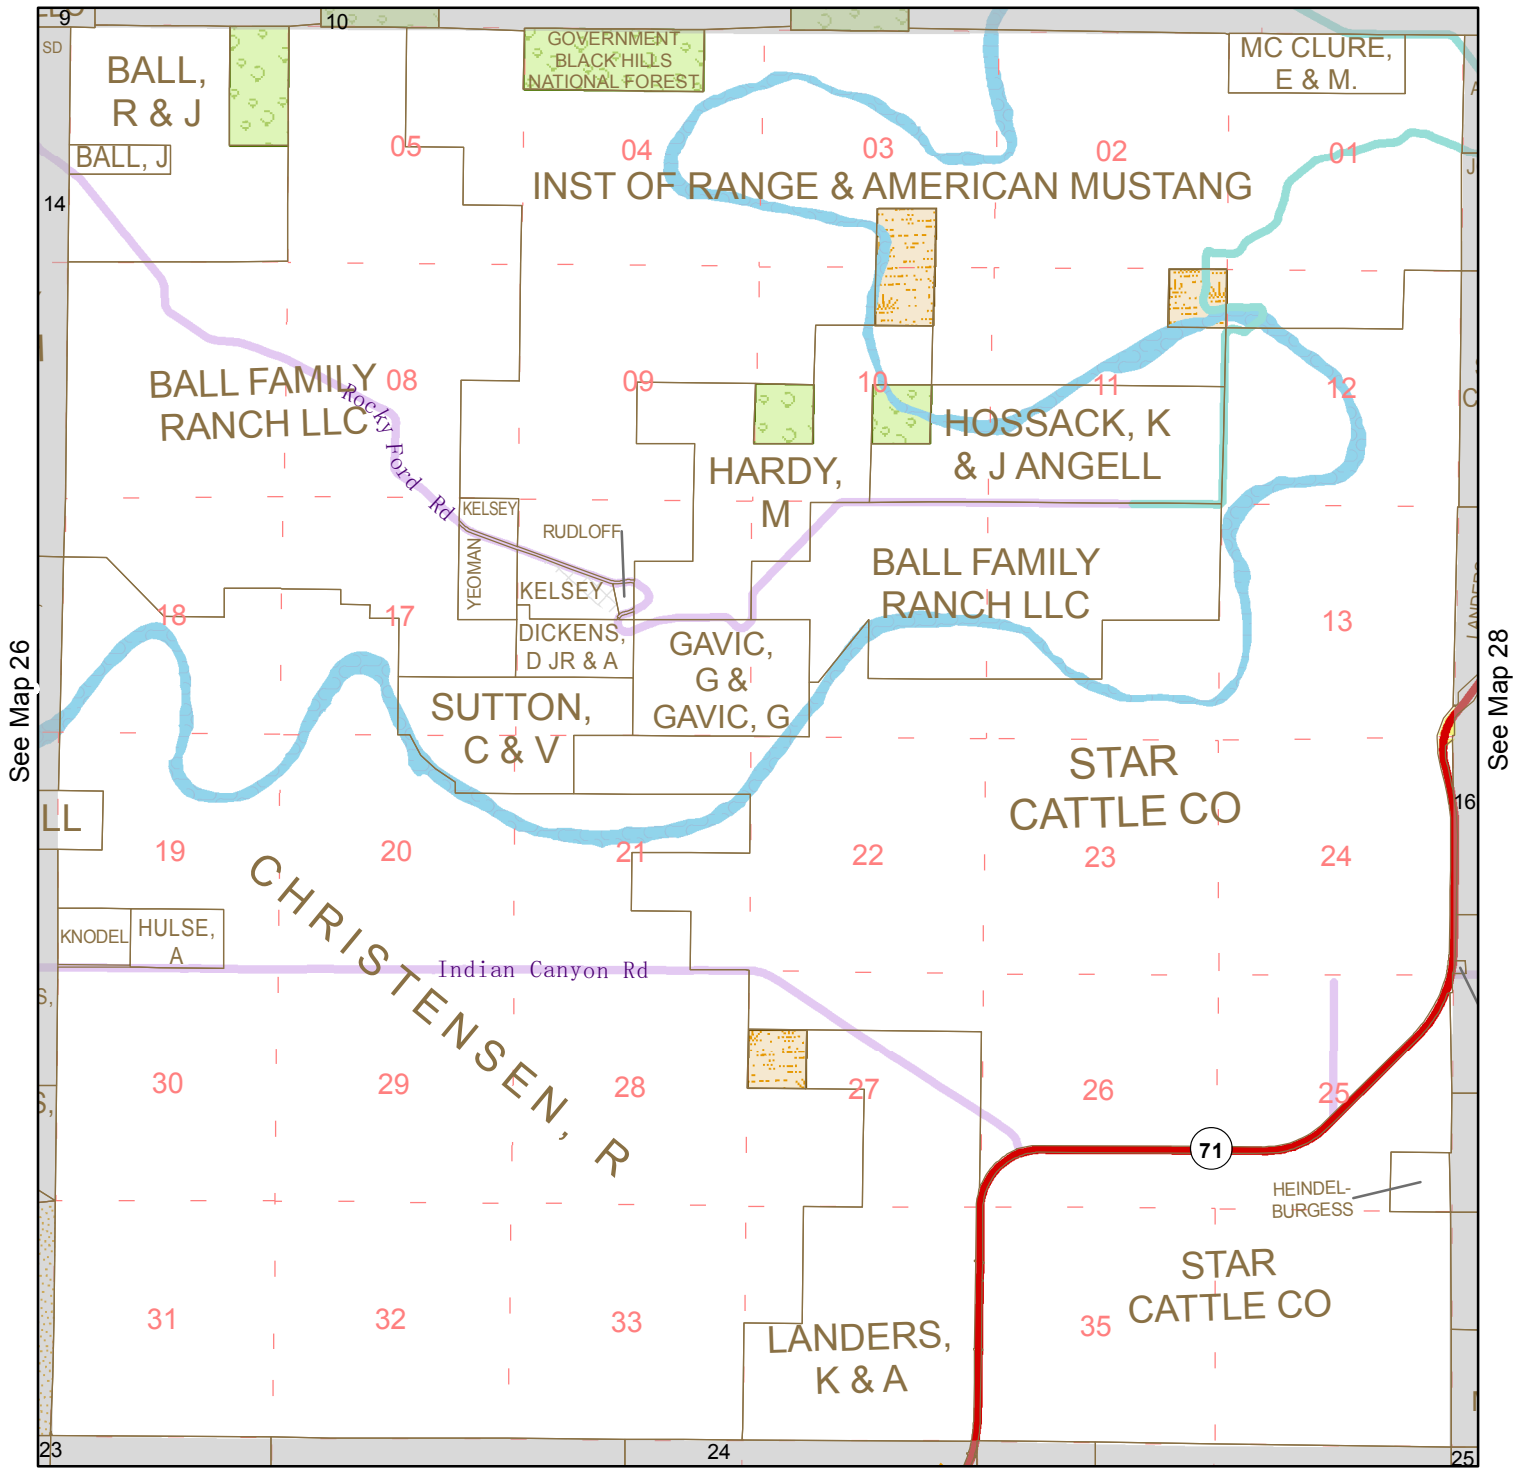 9
10
SD
BALL,
R & J
BALL, J
GOVERNMENT
BLACK HILLS
NATIONAL FOREST
MC CLURE,
E & M.
05
04
03
02
01
INST OF RANGE & AMERICAN MUSTANG
14
BALL FAMILY
RANCH LLC
08
09
10
11
12
Rocky Ford Rd
HARDY,
M
HOSSACK, K
& J ANGELL
KELSEY
YEOMAN
RUDLOFF
KELSEY
DICKENS,
D JR & A
BALL FAMILY
RANCH LLC
18
17
13
GAVIC,
G &
GAVIC, G
SUTTON,
C & V
See Map 26
See Map 28
STAR
CATTLE CO
16
LL
19
20
21
22
23
24
CHRISTENSEN, R
KNODEL
HULSE,
A
Indian Canyon Rd
S,
30
29
28
27
26
25
S,
71
HEINDEL-
BURGESS
STAR
CATTLE CO
31
32
33
35
LANDERS,
K & A
23
24
25